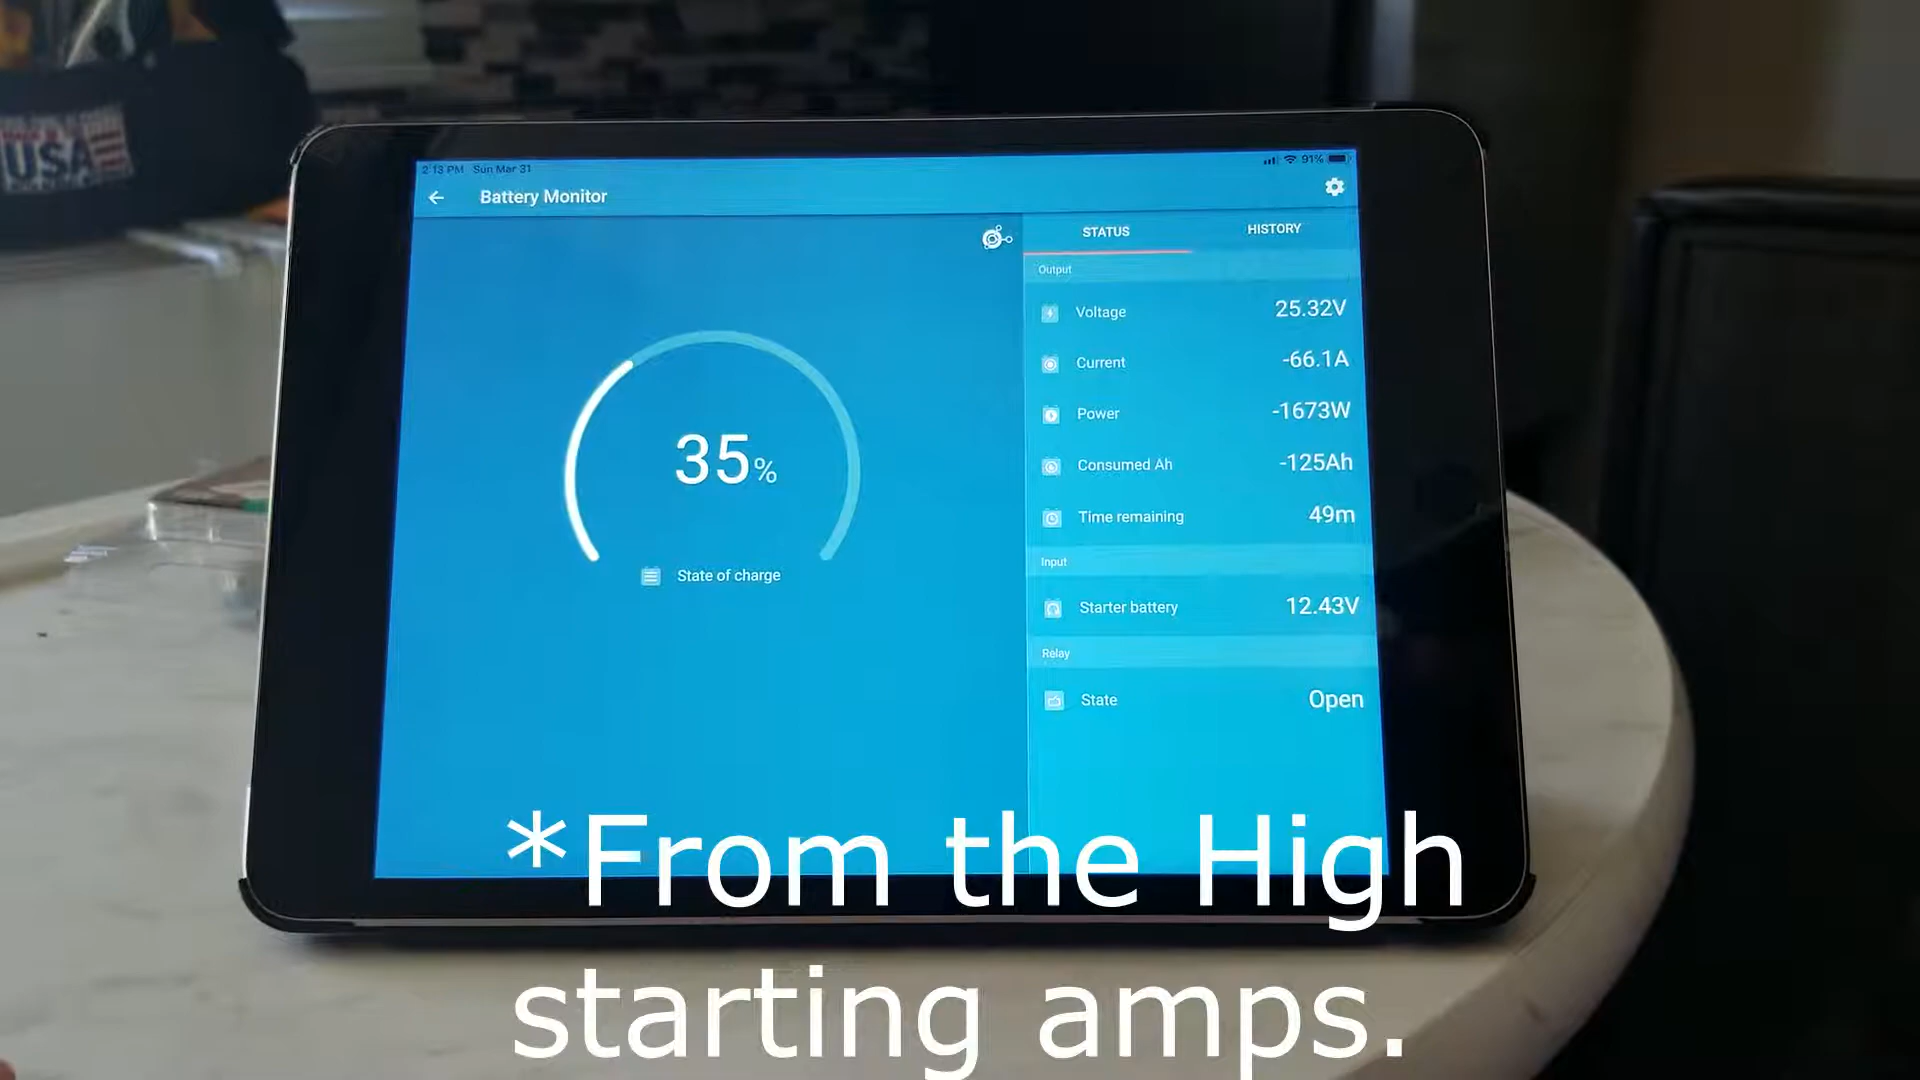 2:13 PM Sun Mar 31
91%
Battery Monitor
STATUS
HISTORY
Output
Voltage 25.32V
Current -66.1A
Power -1673W
Consumed Ah -125Ah
Time remaining 49m
Input
Starter battery 12.43V
Relay
State Open
35%
State of charge
USA
*From the High
starting amps.